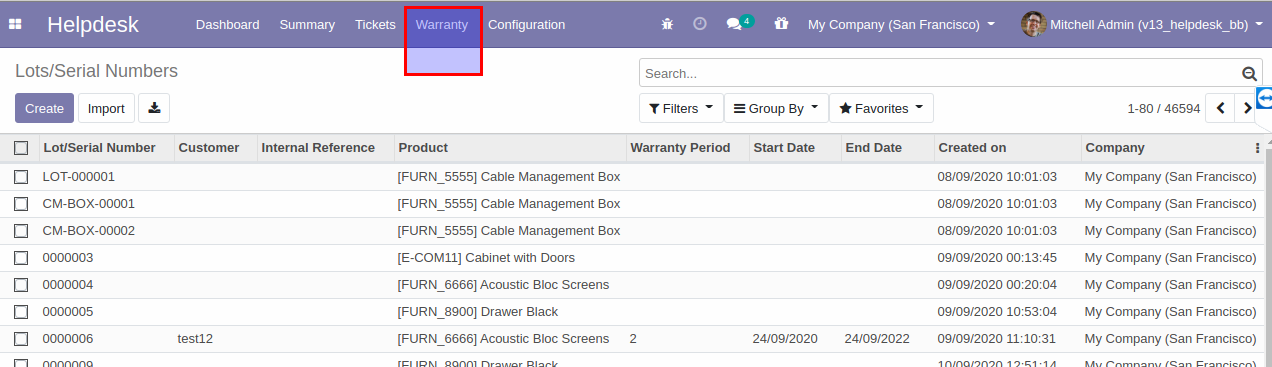 Helpdesk Dashboard Summary Tickets Warranty Configuration 4 My Company (San Francisco) Mitchell Admin (v13_helpdesk_bb)
Lots/Serial Numbers Search...
Create Import Filters Group By Favorites 1-80 / 46594
Lot/Serial Number Customer Internal Reference Product Warranty Period Start Date End Date Created on Company
LOT-000001 [FURN_5555] Cable Management Box 08/09/2020 10:01:03 My Company (San Francisco)
CM-BOX-00001 [FURN_5555] Cable Management Box 08/09/2020 10:01:03 My Company (San Francisco)
CM-BOX-00002 [FURN_5555] Cable Management Box 08/09/2020 10:01:03 My Company (San Francisco)
0000003 [E-COM11] Cabinet with Doors 09/09/2020 00:13:45 My Company (San Francisco)
0000004 [FURN_6666] Acoustic Bloc Screens 09/09/2020 00:20:04 My Company (San Francisco)
0000005 [FURN_8900] Drawer Black 09/09/2020 10:53:04 My Company (San Francisco)
0000006 test12 [FURN_6666] Acoustic Bloc Screens 2 24/09/2020 24/09/2022 09/09/2020 11:10:31 My Company (San Francisco)
0000009 [FURN_8900] Drawer Black 10/09/2020 12:51:14 My Company (San Francisco)